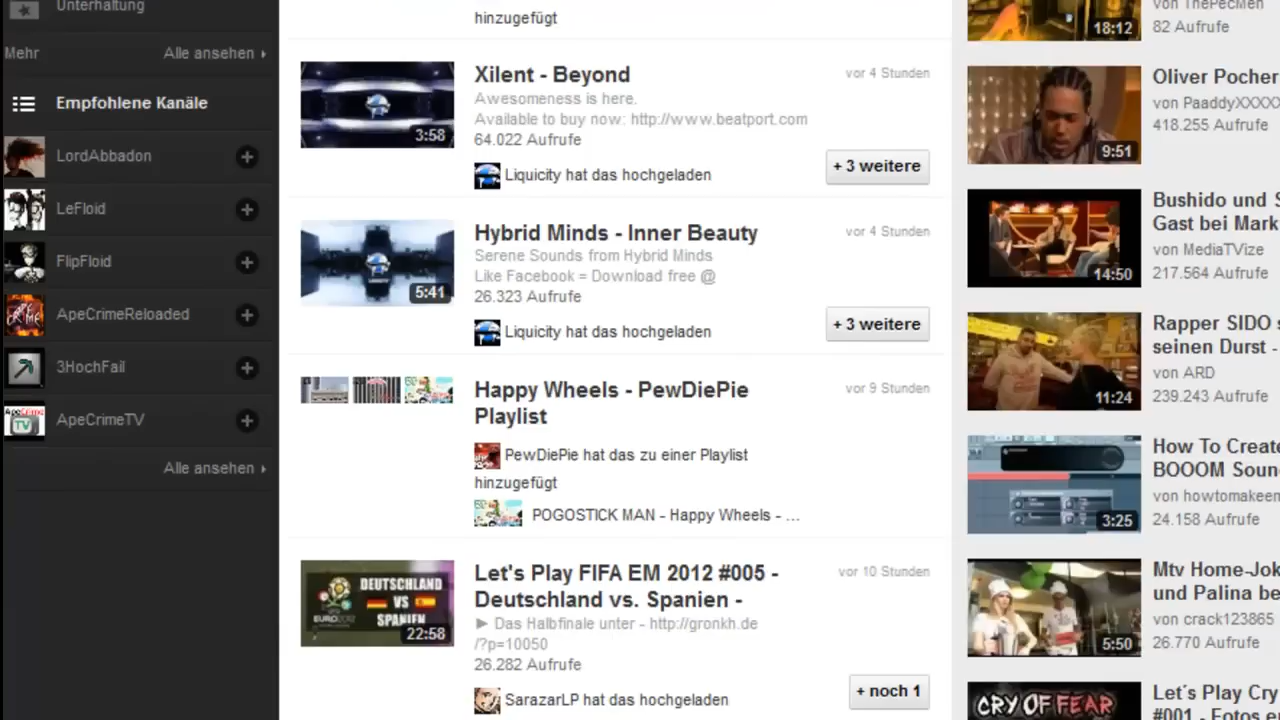 Unterhaltung
Mehr
Alle ansehen
Empfohlene Kanäle
LordAbbadon
LeFloid
FlipFloid
ApeCrimeReloaded
3HochFail
ApeCrimeTV
Alle ansehen
hinzugefügt
Xilent - Beyond
vor 4 Stunden
Awesomeness is here.
Available to buy now: http://www.beatport.com
64.022 Aufrufe
3:58
Liquicity hat das hochgeladen
+ 3 weitere
Hybrid Minds - Inner Beauty
vor 4 Stunden
Serene Sounds from Hybrid Minds
Like Facebook = Download free @
26.323 Aufrufe
5:41
Liquicity hat das hochgeladen
+ 3 weitere
Happy Wheels - PewDiePie
Playlist
vor 9 Stunden
PewDiePie hat das zu einer Playlist
hinzugefügt
POGOSTICK MAN - Happy Wheels - ...
Let's Play FIFA EM 2012 #005 -
Deutschland vs. Spanien -
vor 10 Stunden
► Das Halbfinale unter - http://gronkh.de
/?p=10050
26.282 Aufrufe
DEUTSCHLAND
VS
SPANIEN
EURO2012
22:58
SarazarLP hat das hochgeladen
+ noch 1
von ThePecMen
82 Aufrufe
18:12
Oliver Pocher
von PaaddyXXXX
418.255 Aufrufe
9:51
Bushido und S
Gast bei Mark
von MediaTVize
217.564 Aufrufe
14:50
Rapper SIDO s
seinen Durst -
von ARD
239.243 Aufrufe
11:24
How To Create
BOOOM Soun
von howtomakeen
24.158 Aufrufe
3:25
Mtv Home-Jok
und Palina be
von crack123865
26.770 Aufrufe
5:50
CRY OF FEAR
Let´s Play Cry
#001 - Fotos e